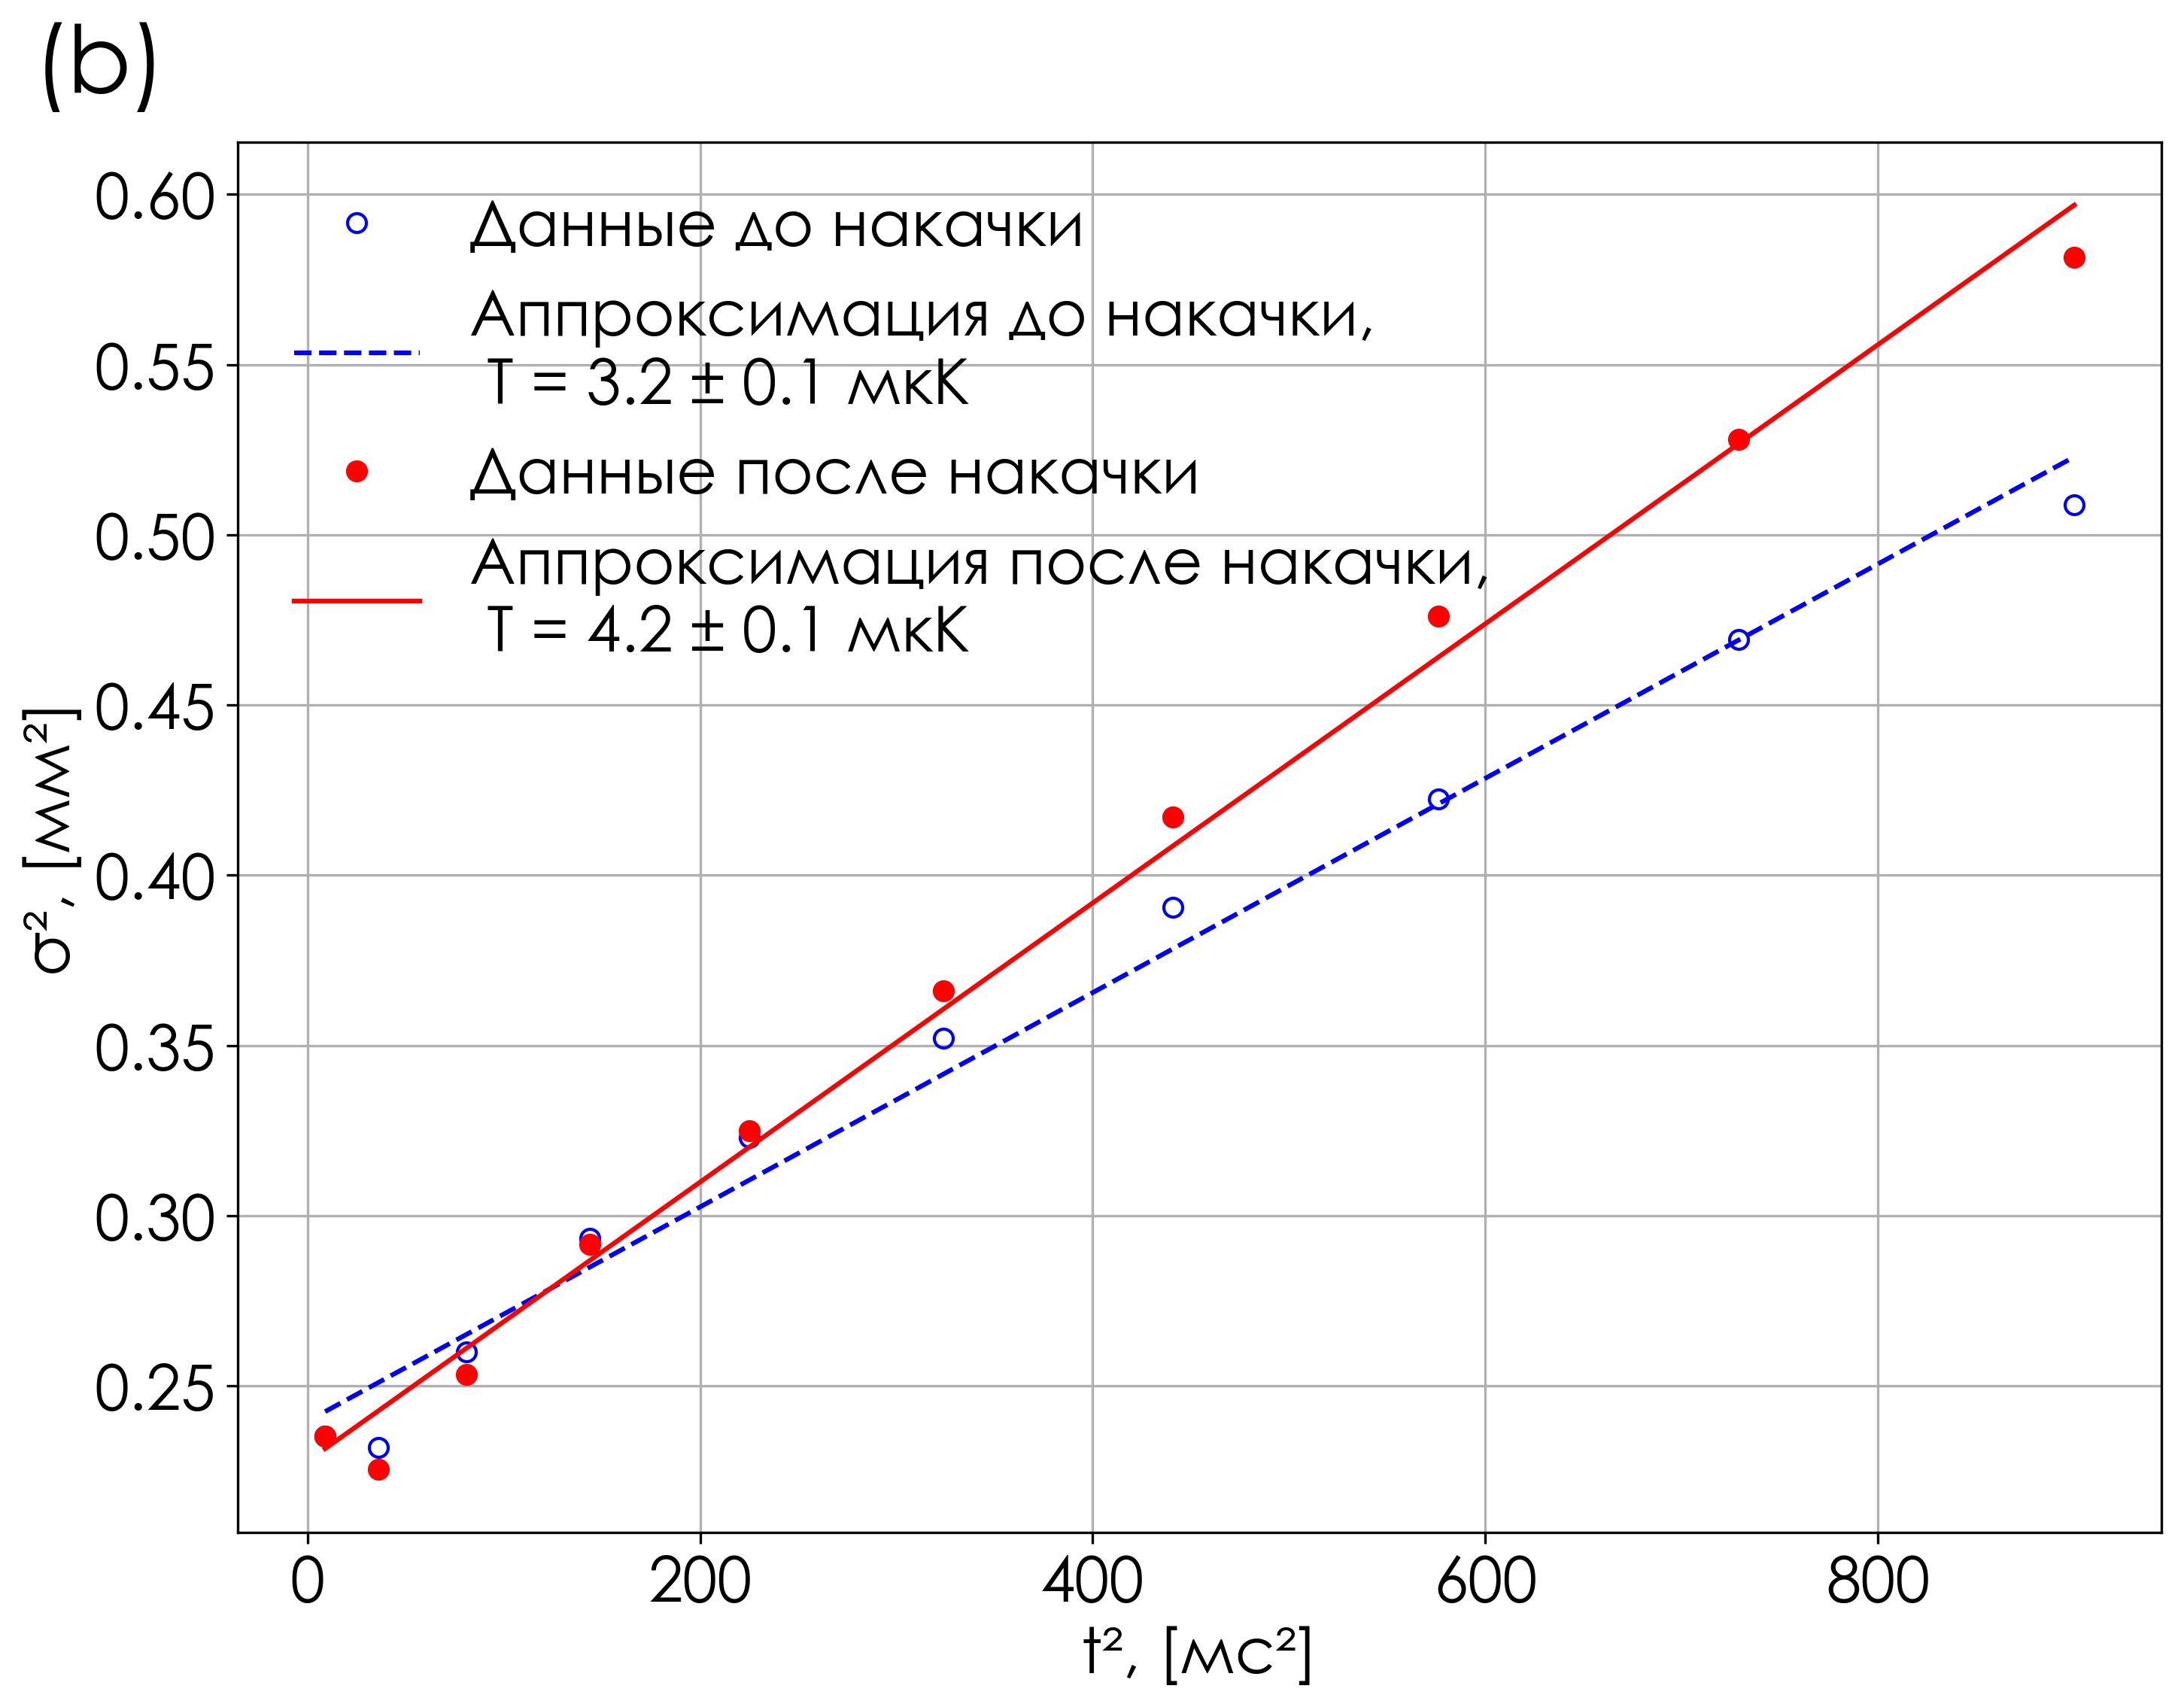 (b)
0.60
0.55
0.50
0.45
0.40
0.35
0.30
0.25
σ², [мм²]
Данные до накачки
Аппроксимация до накачки,
T = 3.2 ± 0.1 мкК
Данные после накачки
Аппроксимация после накачки,
T = 4.2 ± 0.1 мкК
0 200 400 600 800
t², [мс²]